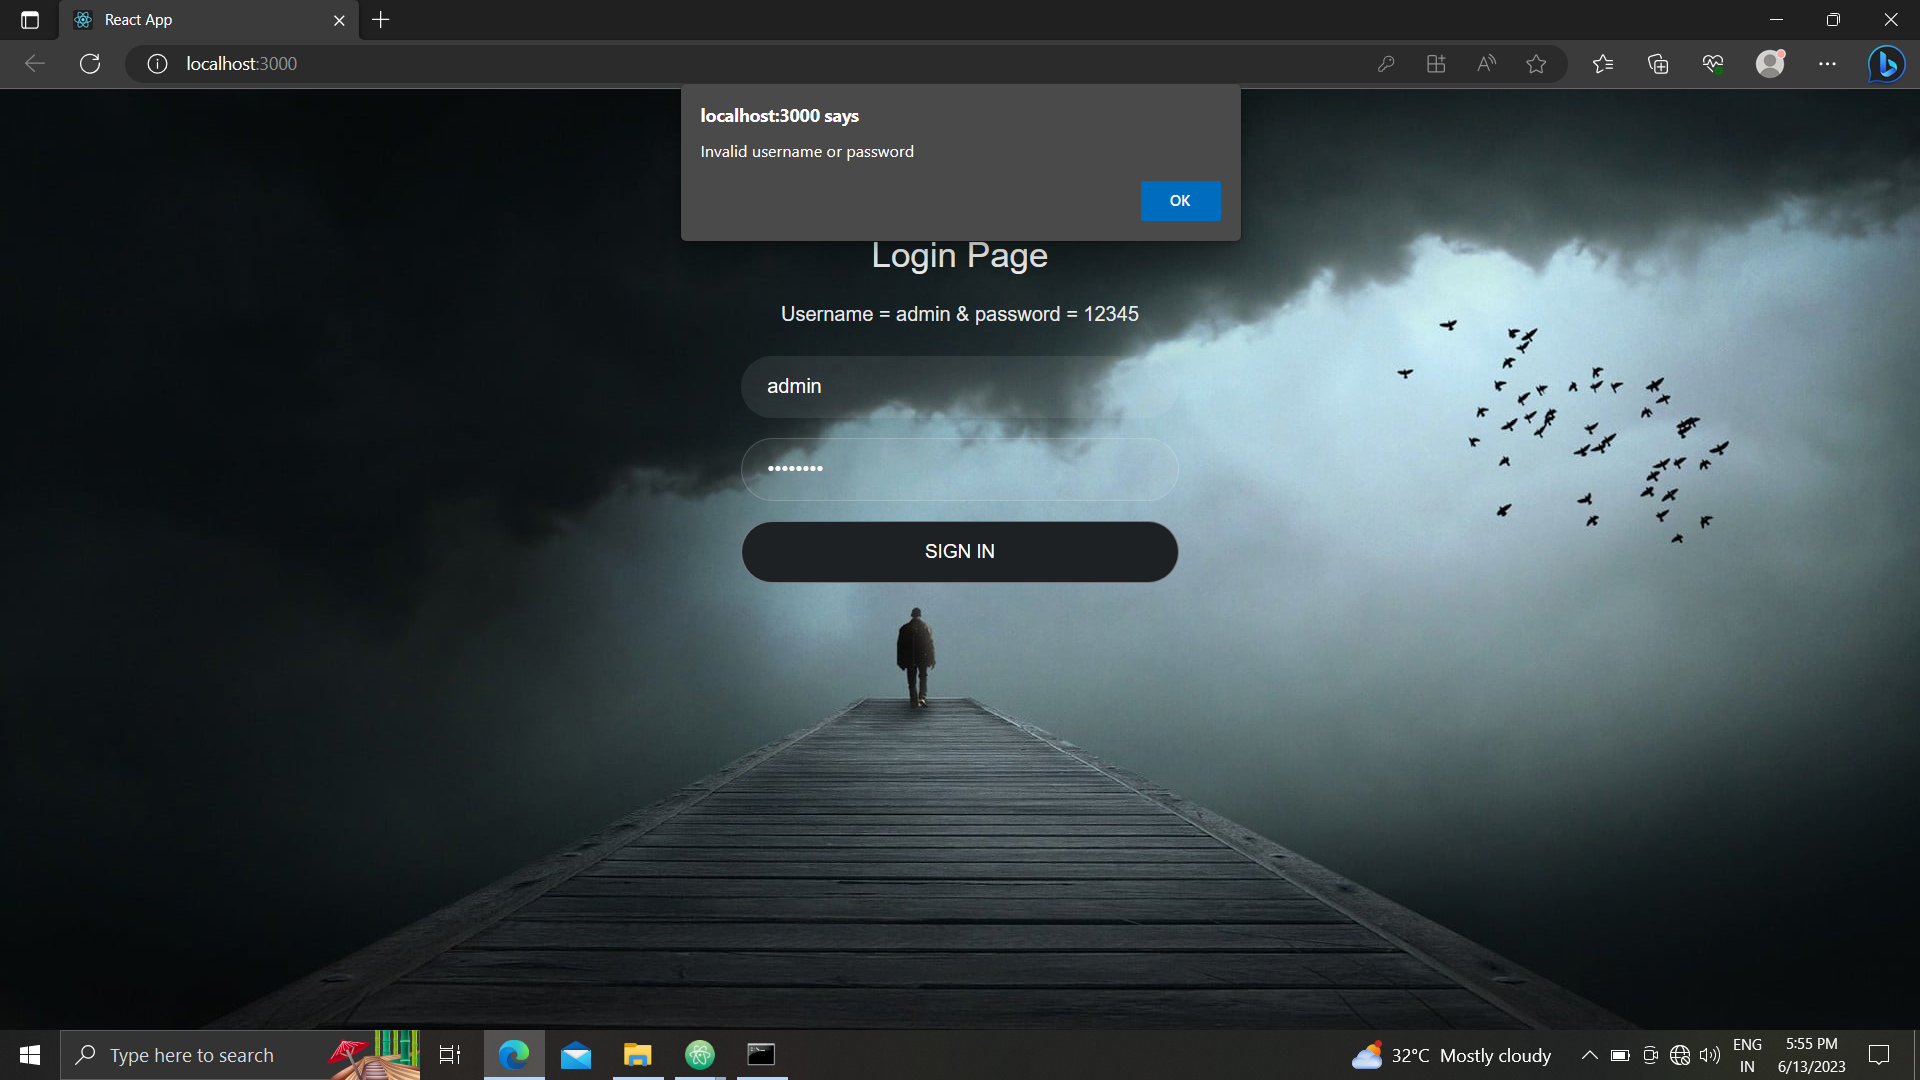 React App
localhost:3000
localhost:3000 says
Invalid username or password
OK
Login Page
Username = admin & password = 12345
admin
••••••••
SIGN IN
Type here to search
32°C Mostly cloudy
ENG
IN
5:55 PM
6/13/2023